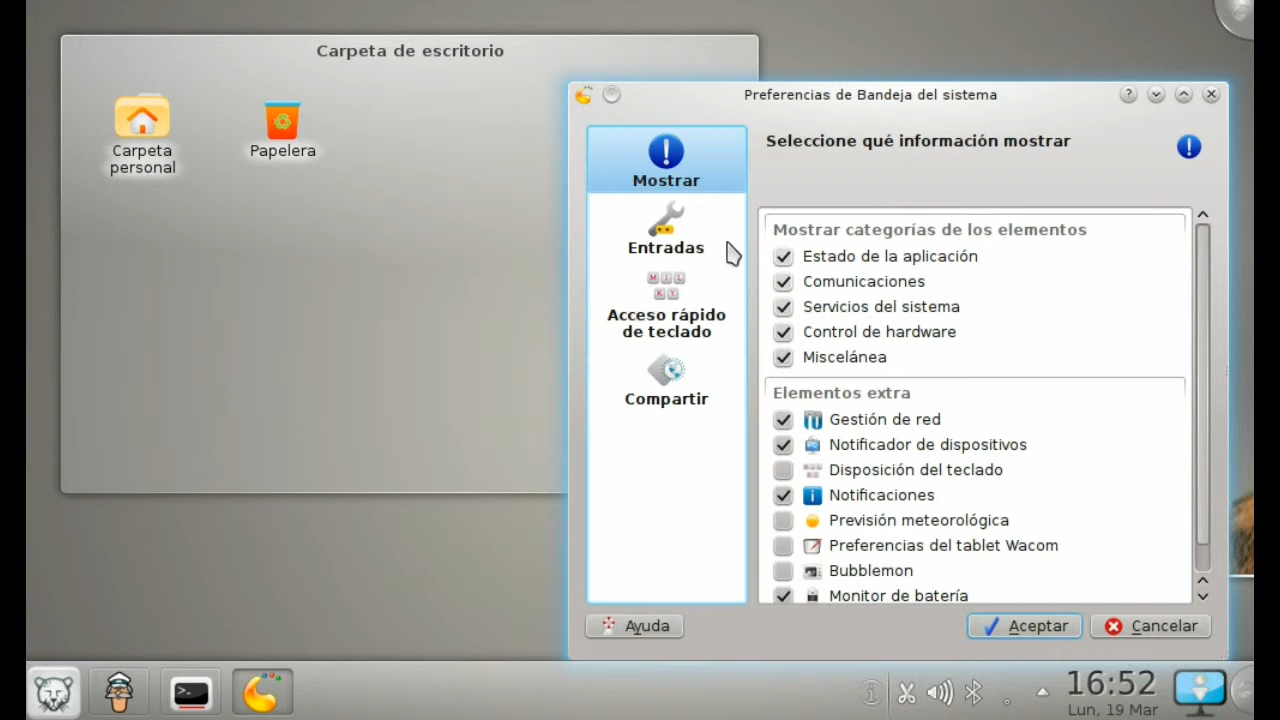 Carpeta de escritorio
Carpeta
personal
Papelera
Preferencias de Bandeja del sistema
Mostrar
Entradas
Acceso rápido
de teclado
Compartir
Seleccione qué información mostrar
Mostrar categorías de los elementos
Estado de la aplicación
Comunicaciones
Servicios del sistema
Control de hardware
Miscelánea
Elementos extra
Gestión de red
Notificador de dispositivos
Disposición del teclado
Notificaciones
Previsión meteorológica
Preferencias del tablet Wacom
Bubblemon
Monitor de batería
Ayuda
Aceptar
Cancelar
16:52
Lun, 19 Mar